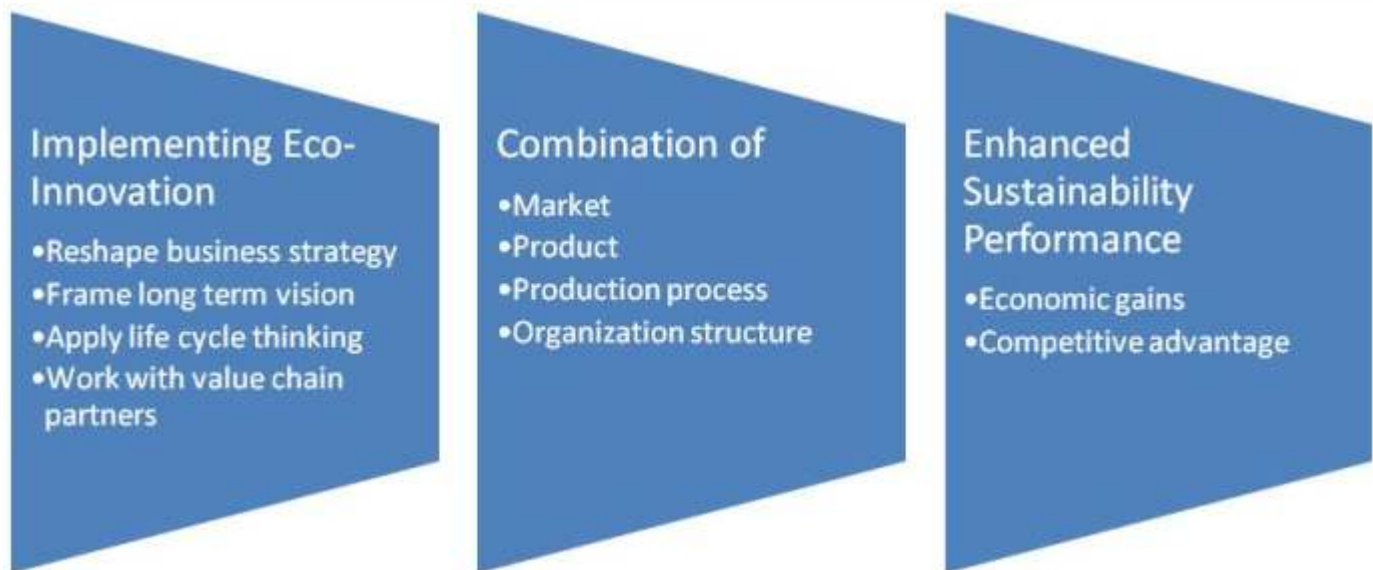 Implementing Eco-
Innovation
•Reshape business strategy
•Frame long term vision
•Apply life cycle thinking
•Work with value chain
partners
Combination of
•Market
•Product
•Production process
•Organization structure
Enhanced
Sustainability
Performance
•Economic gains
•Competitive advantage